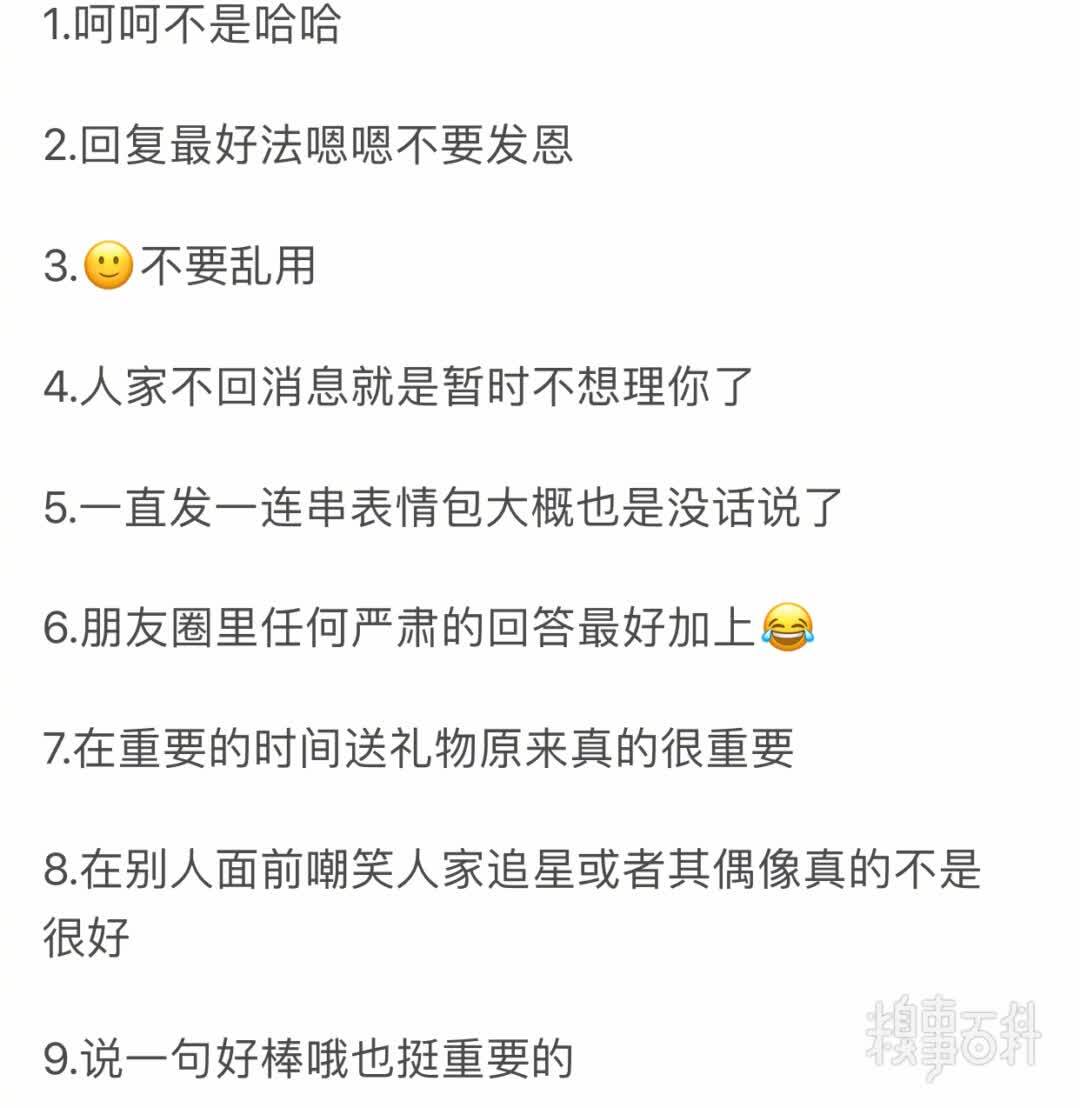 1.呵呵不是哈哈
2.回复最好法嗯嗯不要发恩
3.🙂不要乱用
4.人家不回消息就是暂时不想理你了
5.一直发一连串表情包大概也是没话说了
6.朋友圈里任何严肃的回答最好加上😂
7.在重要的时间送礼物原来真的很重要
8.在别人面前嘲笑人家追星或者其偶像真的不是
很好
9.说一句好棒哦也挺重要的
糗事百科